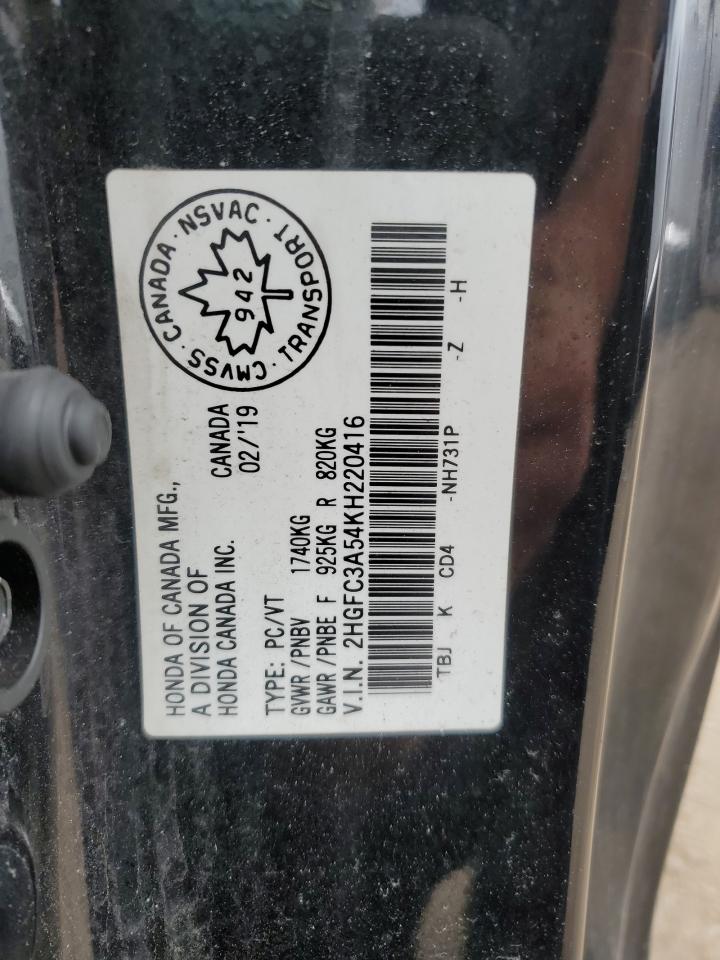 HONDA OF CANADA MFG.,
A DIVISION OF
HONDA CANADA INC.
CANADA
02/'19
CMVSS · CANADA · NSVAC · TRANSPORT ·
942
TYPE: PC/VT
GVWR /PNBV 1740KG
GAWR /PNBE F 925KG R 820KG
V.I.N. 2HGFC3A54KH220416
TBJ K CD4 -NH731P -Z -H